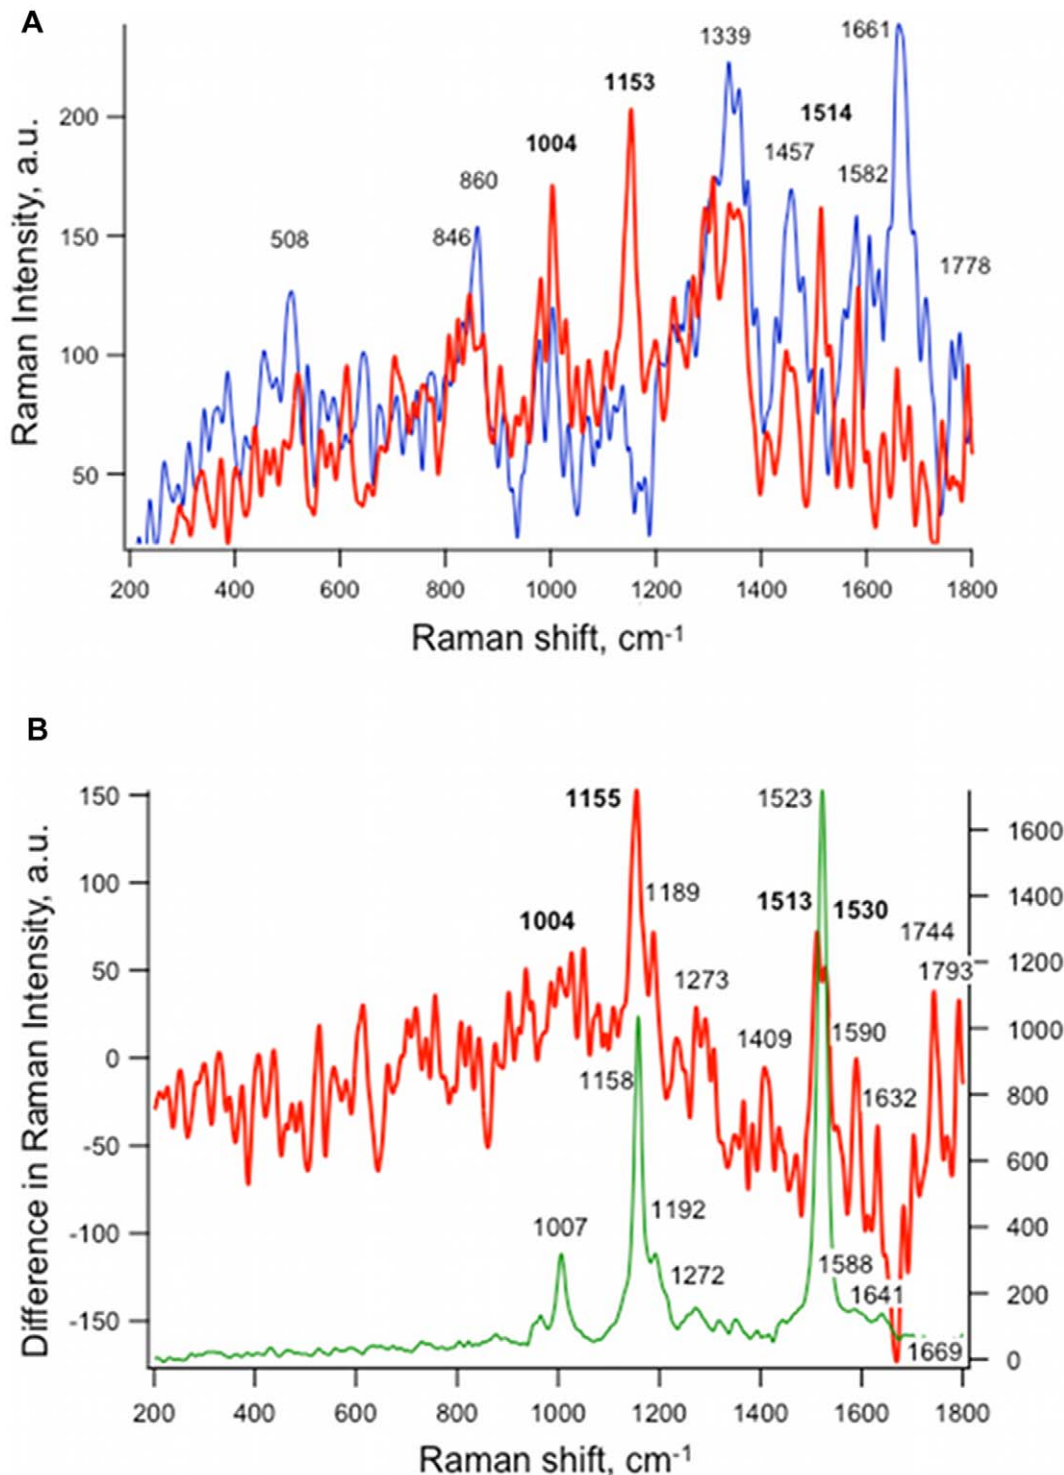 A
1661
1339
1153
1514
200
1004
1457
1582
860
150
508
846
1778
100
50
Raman Intensity, a.u.
200 400 600 800 1000 1200 1400 1600 1800
Raman shift, cm-1
B
150 1155 1523
1600
100 1189 1513 1530 1400
1004 1744
50 1273 1793 1200
1409 1590 1000
0
1158 1632 800
-50
600
-100 1007 1192 400
1272 1588
1641 200
-150
1669 0
Difference in Raman Intensity, a.u.
200 400 600 800 1000 1200 1400 1600 1800
Raman shift, cm-1